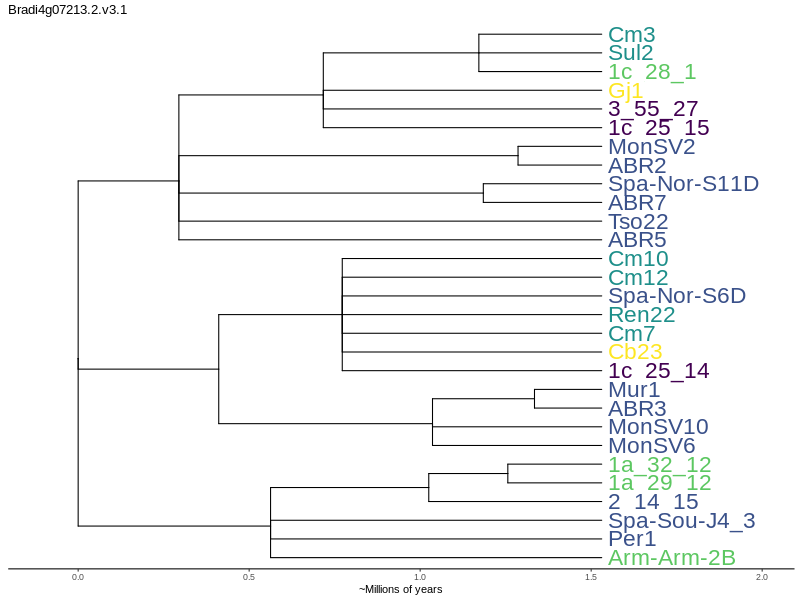 Bradi4g07213.2.v3.1
Cm3
Sul2
1c_28_1
Gj1
3_55_27
1c_25_15
MonSV2
ABR2
Spa-Nor-S11D
ABR7
Tso22
ABR5
Cm10
Cm12
Spa-Nor-S6D
Ren22
Cm7
Cb23
1c_25_14
Mur1
ABR3
MonSV10
MonSV6
1a_32_12
1a_29_12
2_14_15
Spa-Sou-J4_3
Per1
Arm-Arm-2B
0.0 0.5 1.0 1.5 2.0
~Millions of years